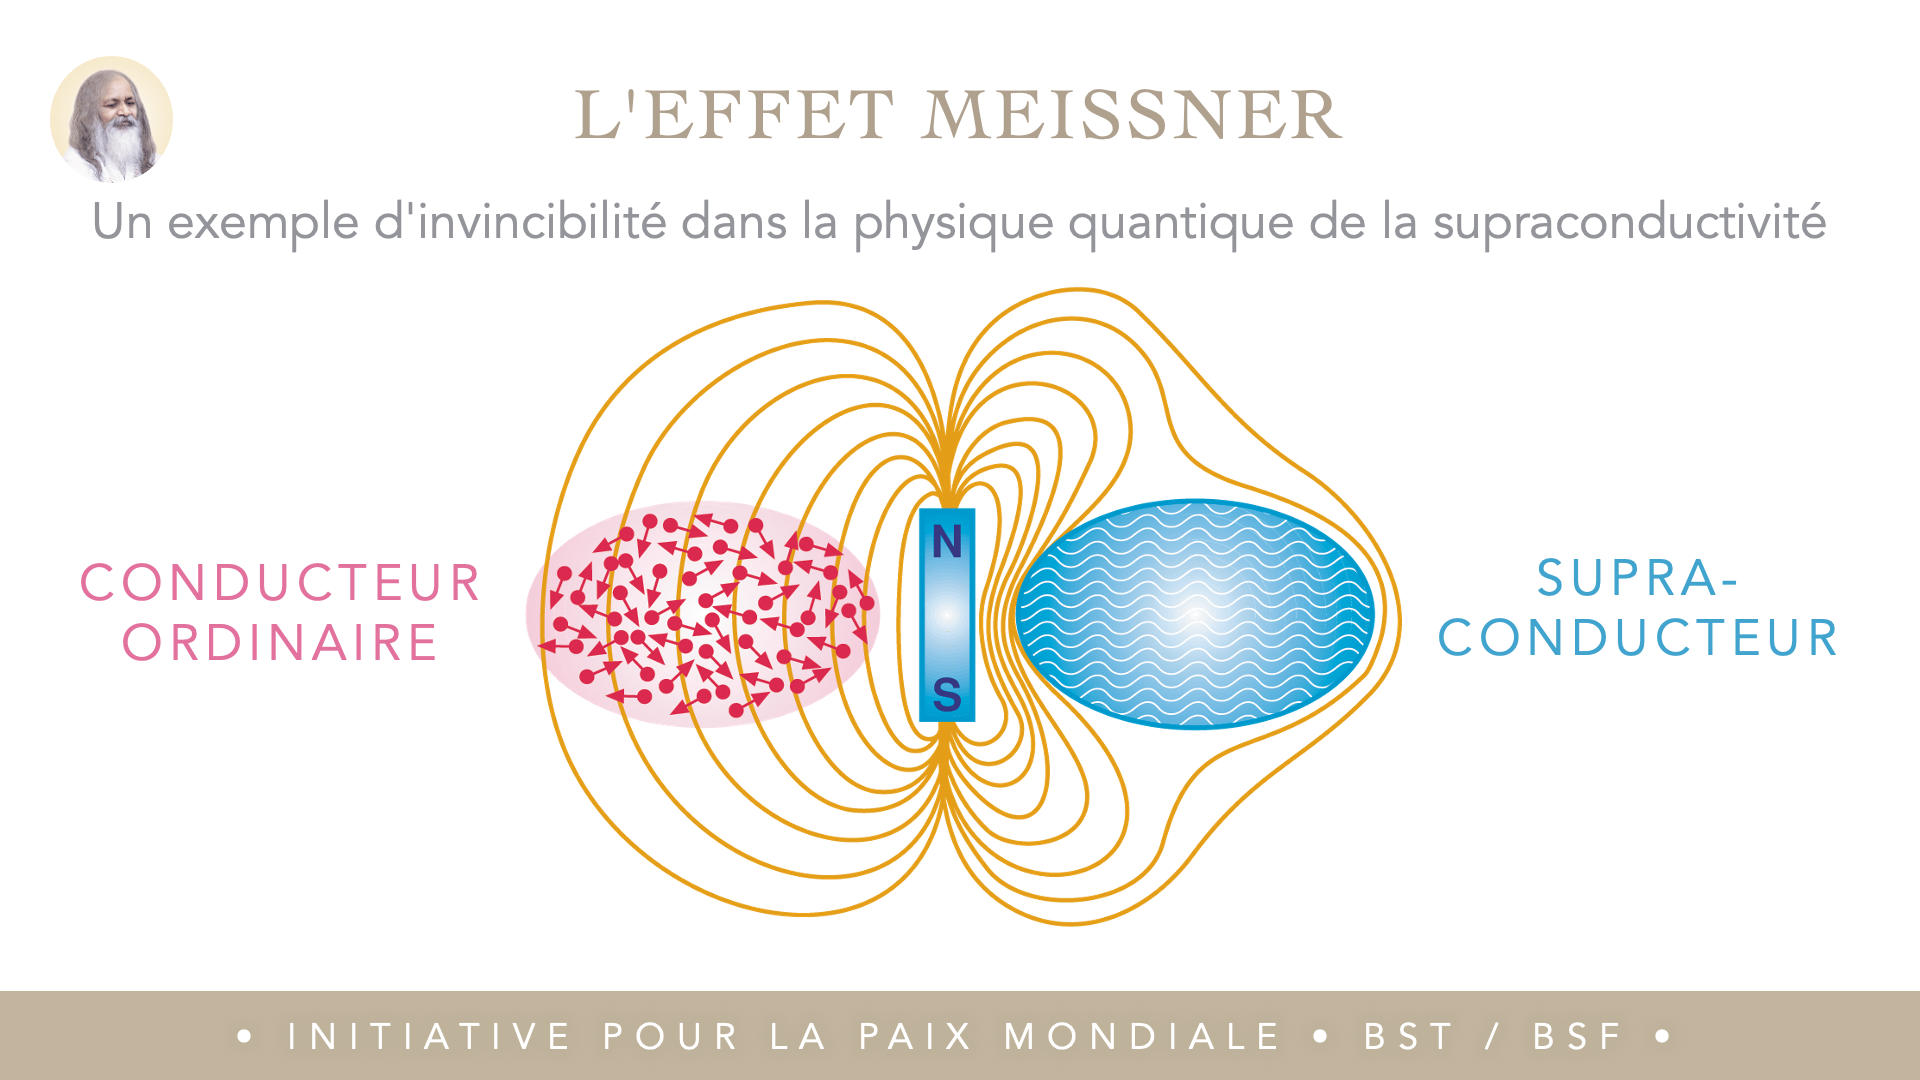 L'EFFET MEISSNER
Un exemple d'invincibilité dans la physique quantique de la supraconductivité
CONDUCTEUR
ORDINAIRE
N
S
SUPRA-
CONDUCTEUR
• INITIATIVE POUR LA PAIX MONDIALE • BST / BSF •